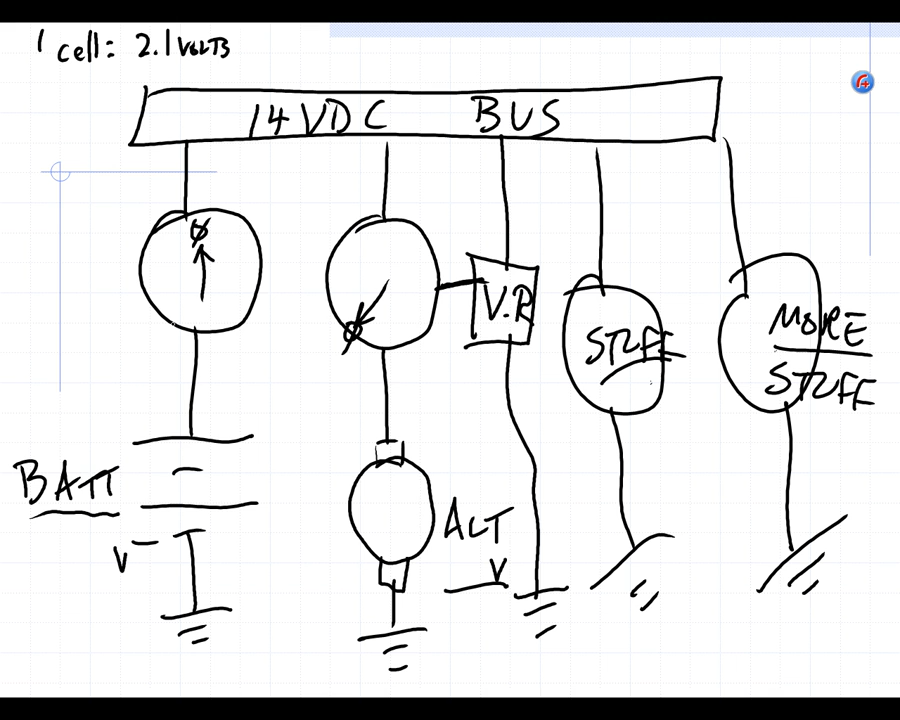 1 cell: 2.1 VOLTS
14 VDC BUS
V.R
STUFF
MORE
STUFF
BATT
ALT